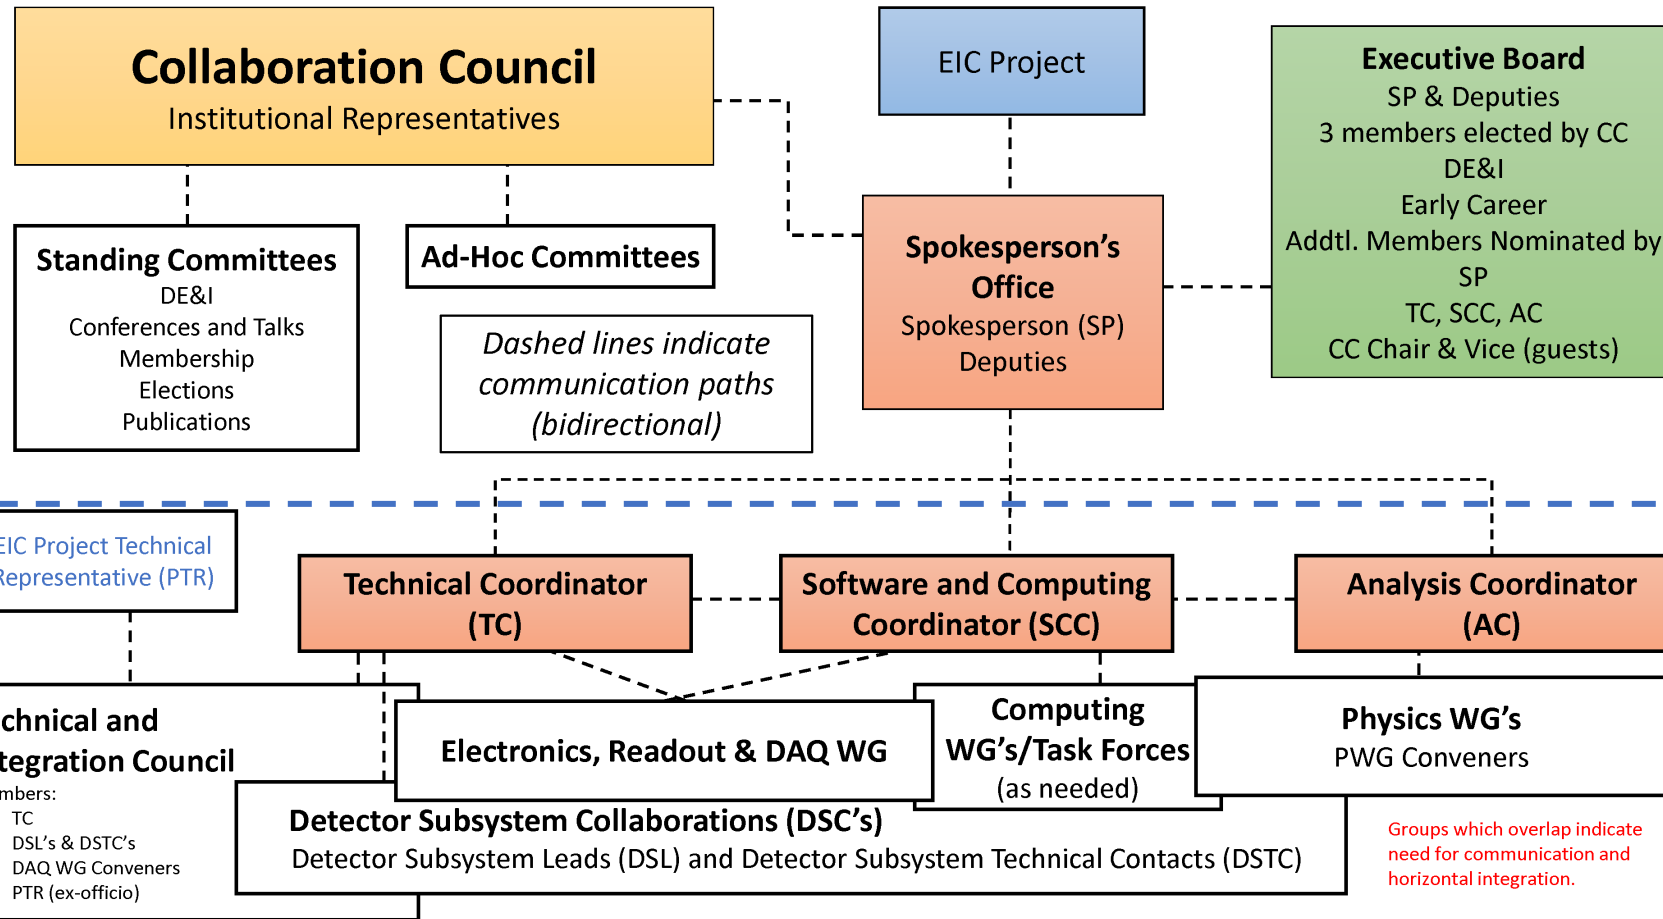 Collaboration Council
Institutional Representatives
EIC Project
Executive Board
SP & Deputies
3 members elected by CC
DE&I
Early Career
Addtl. Members Nominated by
SP
TC, SCC, AC
CC Chair & Vice (guests)
Standing Committees
DE&I
Conferences and Talks
Membership
Elections
Publications
Ad-Hoc Committees
Dashed lines indicate
communication paths
(bidirectional)
Spokesperson’s
Office
Spokesperson (SP)
Deputies
EIC Project Technical
Representative (PTR)
Technical Coordinator
(TC)
Software and Computing
Coordinator (SCC)
Analysis Coordinator
(AC)
chnical and
tegration Council
mbers:
TC
DSL’s & DSTC’s
DAQ WG Conveners
PTR (ex-officio)
Electronics, Readout & DAQ WG
Computing
WG’s/Task Forces
(as needed)
Physics WG’s
PWG Conveners
Detector Subsystem Collaborations (DSC’s)
Detector Subsystem Leads (DSL) and Detector Subsystem Technical Contacts (DSTC)
Groups which overlap indicate
need for communication and
horizontal integration.